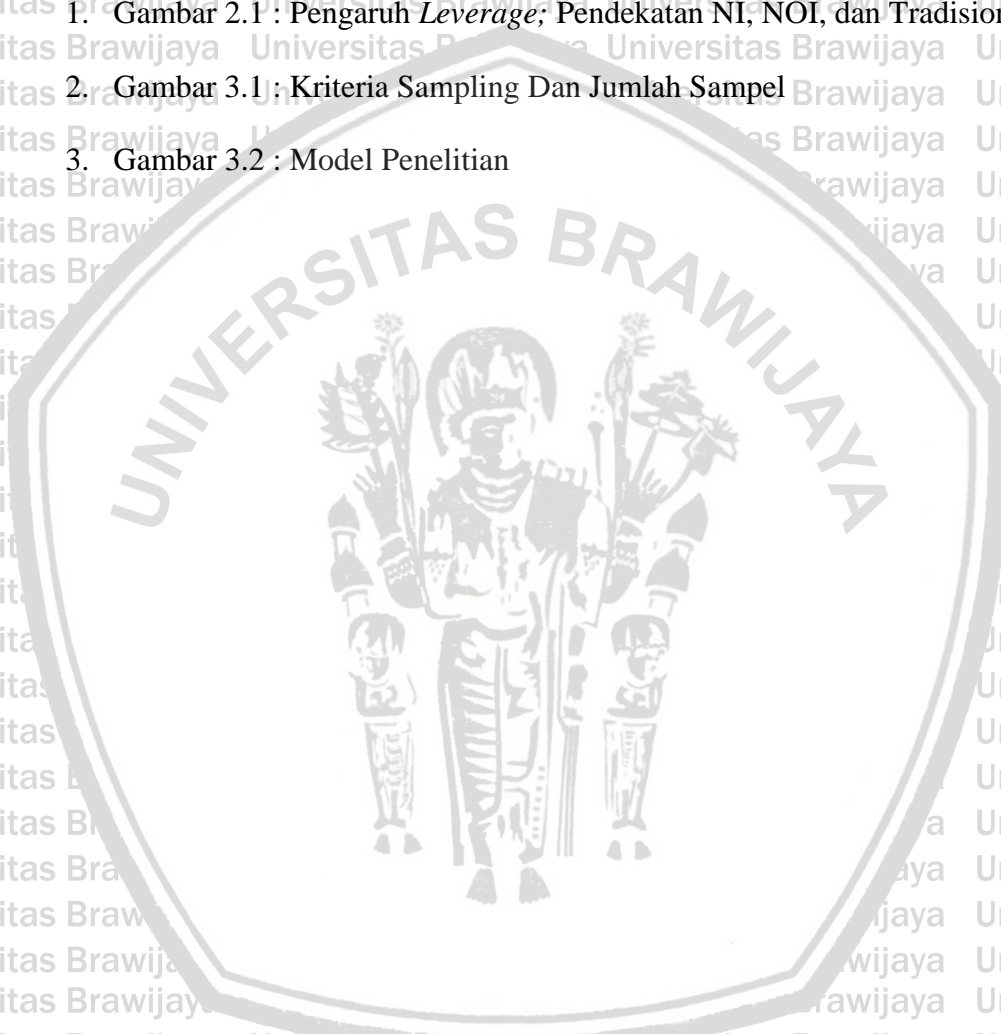 1. Gambar 2.1 : Pengaruh Leverage; Pendekatan NI, NOI, dan Tradision
2. Gambar 3.1 : Kriteria Sampling Dan Jumlah Sampel
3. Gambar 3.2 : Model Penelitian
UNIVERSITAS BRAWIJAYA